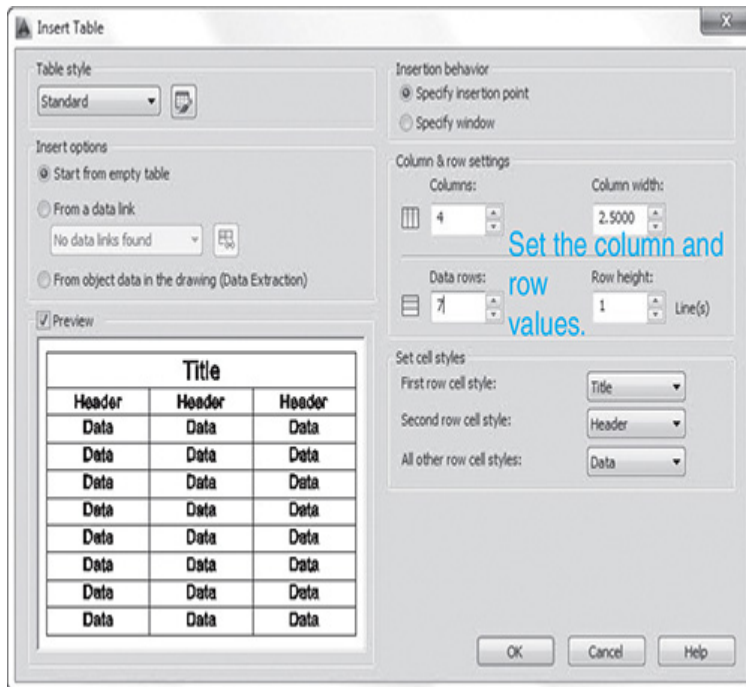 Insert Table
X
Table style
Standard
Insert options
Start from empty table
From a data link
No data links found
From object data in the drawing (Data Extraction)
Preview
Title
Header Header Header
Data Data Data
Data Data Data
Data Data Data
Data Data Data
Data Data Data
Data Data Data
Data Data Data
Data Data Data
Insertion behavior
Specify insertion point
Specify window
Column & row settings
Columns: Column width:
4 2.5000
Set the column and
Data rows: row Row height:
7 1 Line(s)
values.
Set cell styles
First row cell style: Title
Second row cell style: Header
All other row cell styles: Data
OK Cancel Help